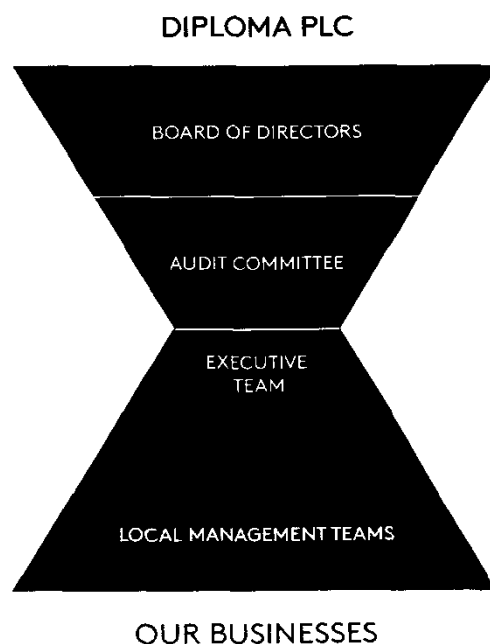 DIPLOMA PLC
BOARD OF DIRECTORS
AUDIT COMMITTEE
EXECUTIVE
TEAM
LOCAL MANAGEMENT TEAMS
OUR BUSINESSES